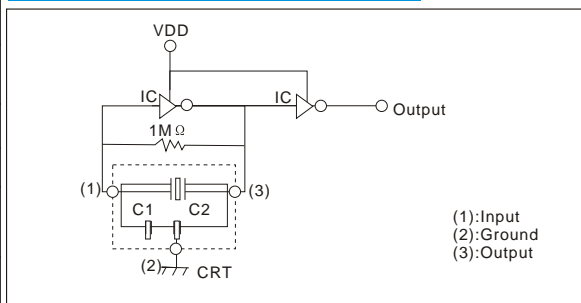 VDD
IC
IC
Output
1MΩ
(1)
(3)
C1
C2
(2)
CRT
(1):Input
(2):Ground
(3):Output